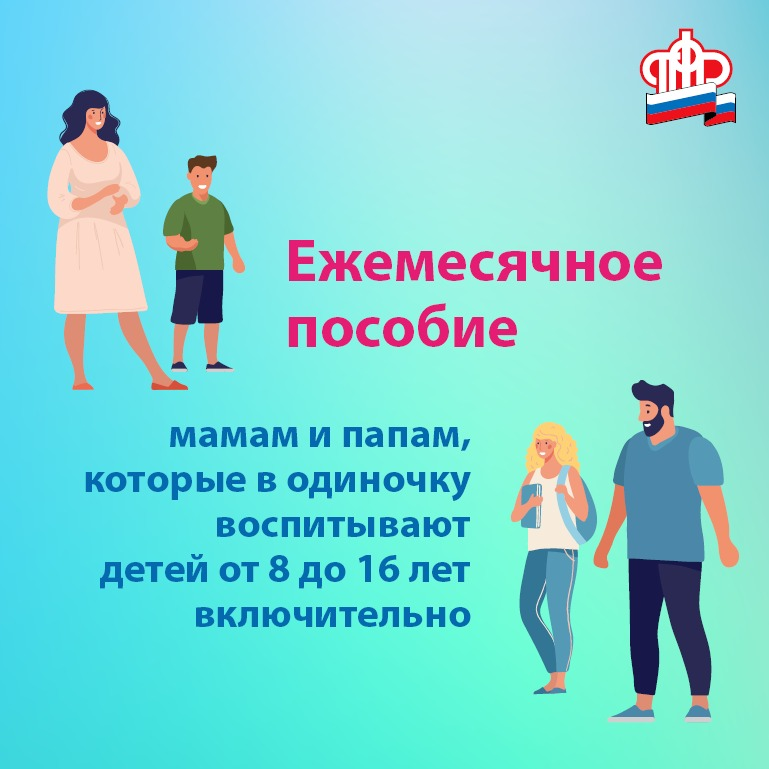 Ежемесячное
пособие
мамам и папам,
которые в одиночку
воспитывают
детей от 8 до 16 лет
включительно